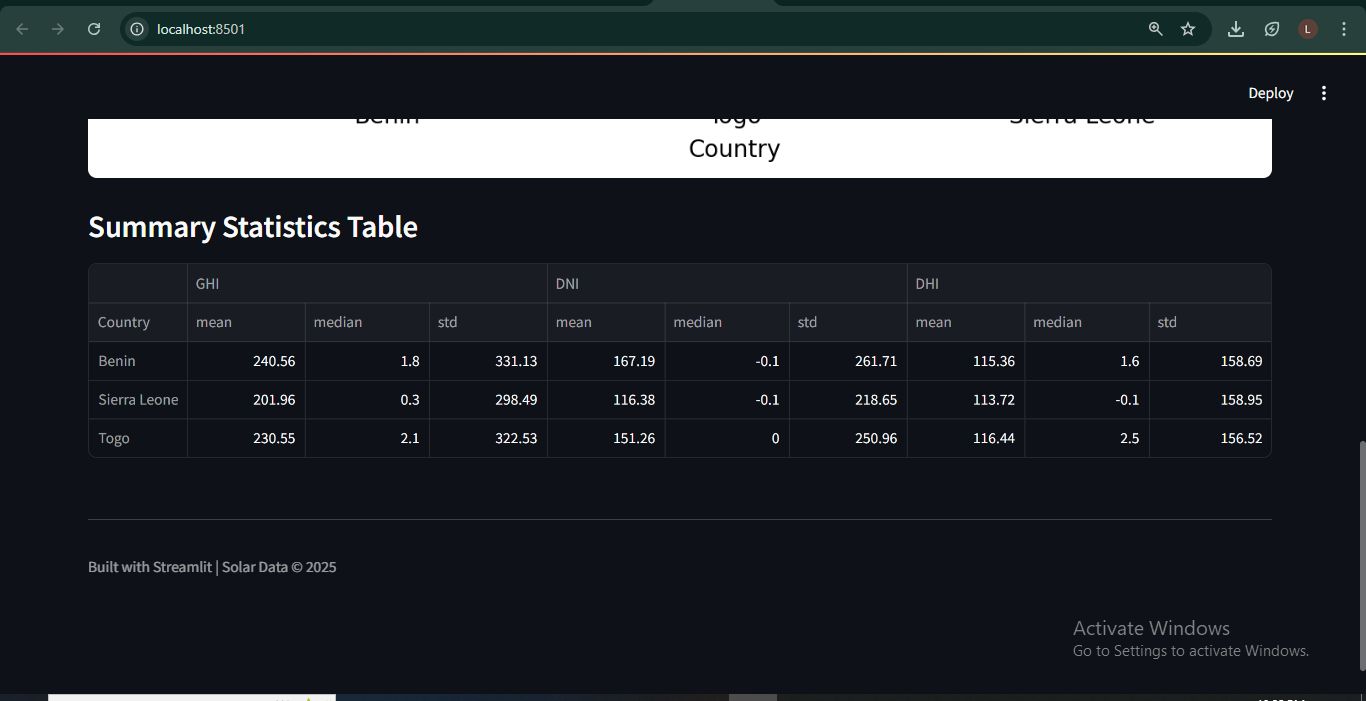 localhost:8501
L
Deploy
Benin Togo Sierra Leone
Country
Summary Statistics Table
GHI DNI DHI
Country mean median std mean median std mean median std
Benin 240.56 1.8 331.13 167.19 -0.1 261.71 115.36 1.6 158.69
Sierra Leone 201.96 0.3 298.49 116.38 -0.1 218.65 113.72 -0.1 158.95
Togo 230.55 2.1 322.53 151.26 0 250.96 116.44 2.5 156.52
Built with Streamlit | Solar Data © 2025
Activate Windows
Go to Settings to activate Windows.